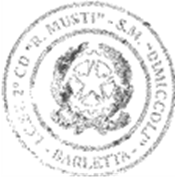 I.C. 2° CD "R. MUSTI" - S.M. "DIMICCOLI"
- BARLETTA -